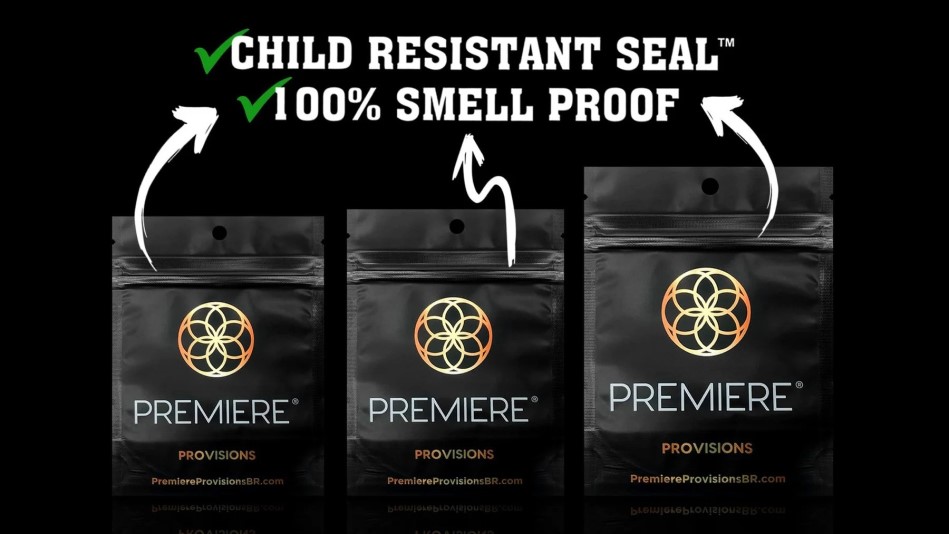 CHILD RESISTANT SEAL™
100% SMELL PROOF
PREMIERE®
PROVISIONS
PremiereProvisionsBR.com
PREMIERE®
PROVISIONS
PremiereProvisionsBR.com
PREMIERE®
PROVISIONS
PremiereProvisionsBR.com